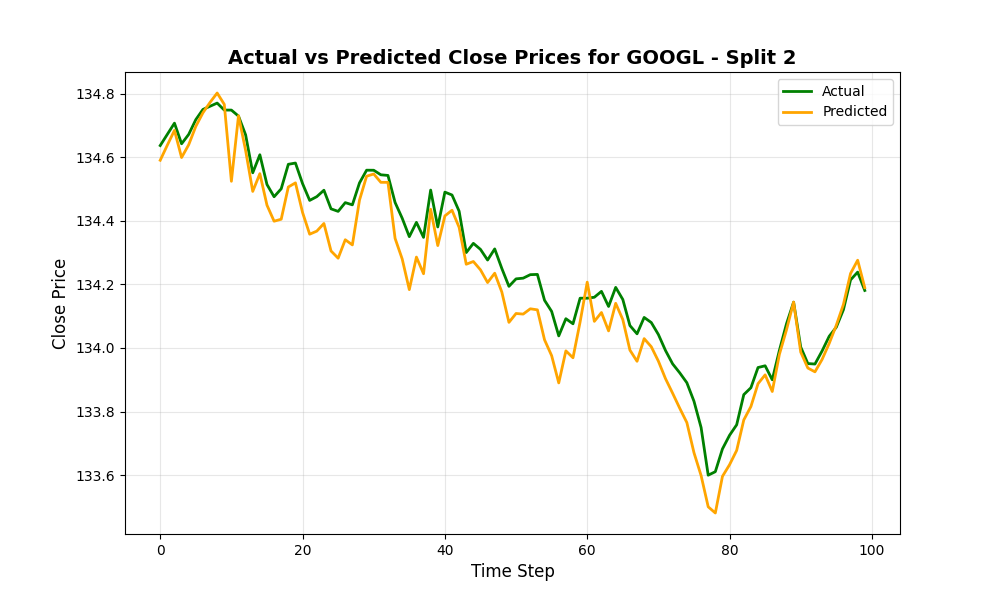 Actual vs Predicted Close Prices for GOOGL - Split 2
Actual
Predicted
Close Price
134.8
134.6
134.4
134.2
134.0
133.8
133.6
0 20 40 60 80 100
Time Step